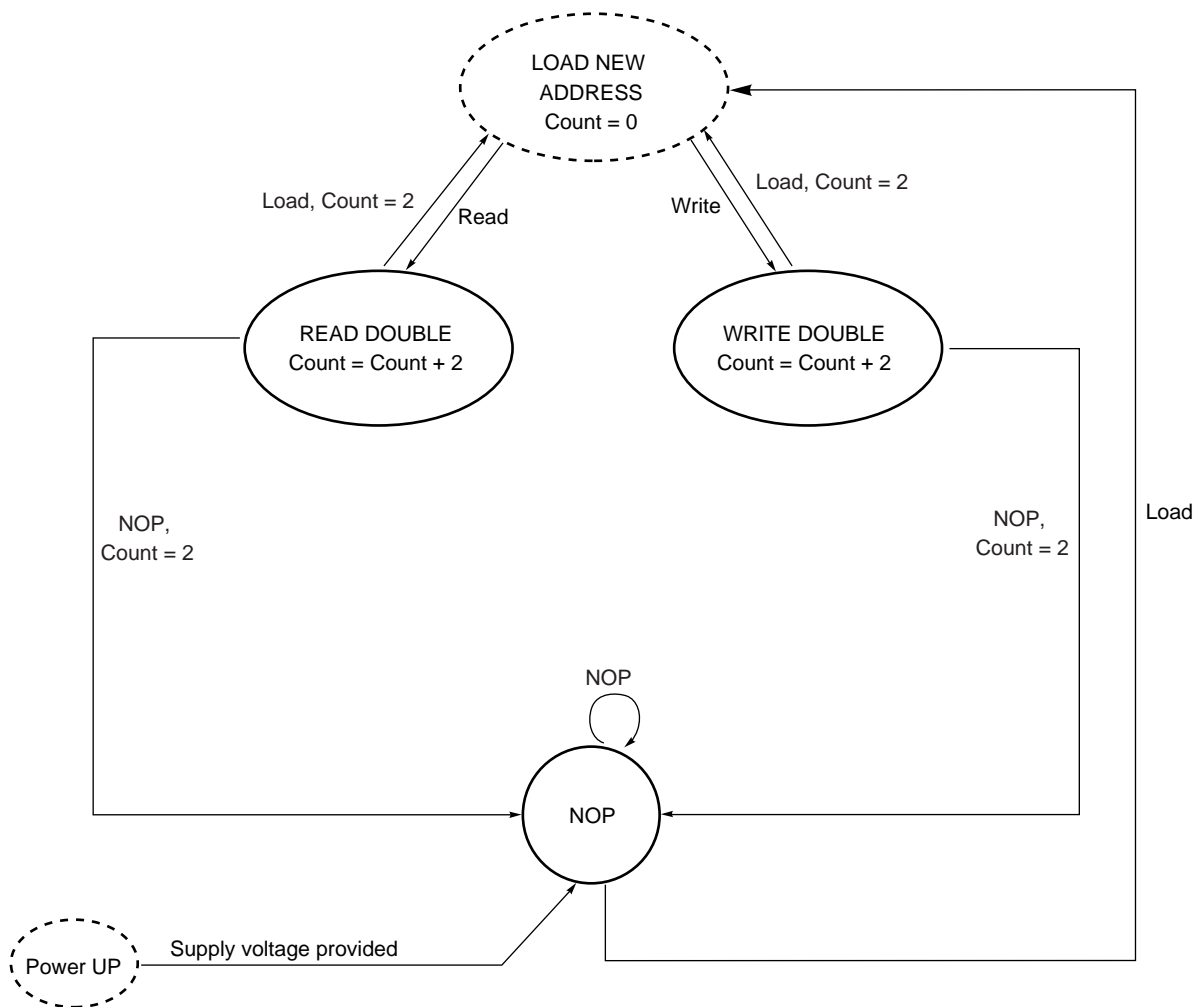 LOAD NEW
ADDRESS
Count = 0
Load, Count = 2
Read
Write
Load, Count = 2
READ DOUBLE
Count = Count + 2
WRITE DOUBLE
Count = Count + 2
NOP,
Count = 2
NOP,
Count = 2
Load
NOP
NOP
Supply voltage provided
Power UP